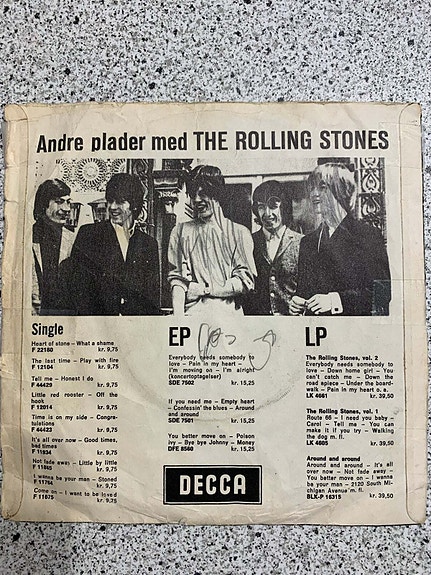 Andre plader med THE ROLLING STONES
Single
Heart of stone – What a shame
F 22180 kr. 9,75
The last time – Play with fire
F 12104 kr. 9,75
Tell me – Honest I do
F 44429 kr. 9,75
Little red rooster – Off the
hook
F 12014 kr. 9,75
Time is on my side – Congra-
tulations
F 44423 kr. 9,75
It's all over now – Good times,
bad times
F 11934 kr. 9,75
Not fade away – Little by little
F 11845 kr. 9,75
I wanna be your man – Stoned
F 11764 kr. 9,75
Come on – I want to be loved
F 11675 kr. 9,75
EP
Everybody needs somebody
to love – Pain in my heart –
I'm moving on – I'm alright
(koncertoptagelser)
SDE 7502 kr. 15,25
If you need me – Empty heart
– Confessin' the blues – Around
and around
SDE 7501 kr. 15,25
You better move on – Poison
ivy – Bye bye Johnny – Money
DFE 8560 kr. 15,25
DECCA
LP
The Rolling Stones, vol. 2
Everybody needs someone to
love – Down home girl – You
can't catch me – Down the
road apiece – Under the board-
walk – Pain in my heart o. a.
LK 4661 kr. 39,50
The Rolling Stones, vol. 1
Route 66 – I need you baby –
Carol – Tell me – You can
make it if you try – Walking
the dog m. fl.
LK 4605 kr. 39,50
Around and around
Around and around – It's all
over now – Not fade away –
You better move on – I wanna
be your man – 2120 South Mi-
chigan Avenue m. fl.
BLK-P 16315 kr. 39,50